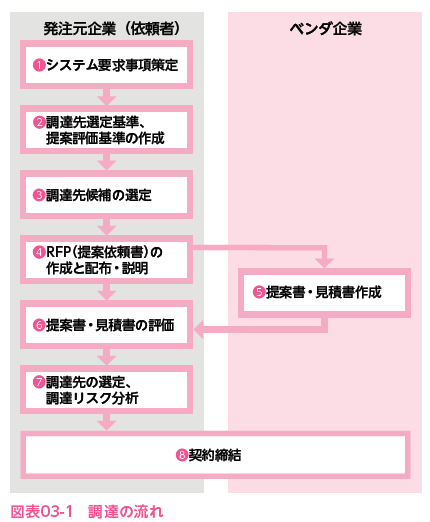 発注元企業（依頼者）
ベンダ企業
❶システム要求事項策定
❷調達先選定基準、
提案評価基準の作成
❸調達先候補の選定
❹RFP（提案依頼書）の
作成と配布・説明
❺提案書・見積書作成
❻提案書・見積書の評価
❼調達先の選定、
調達リスク分析
❽契約締結
図表03-1　調達の流れ